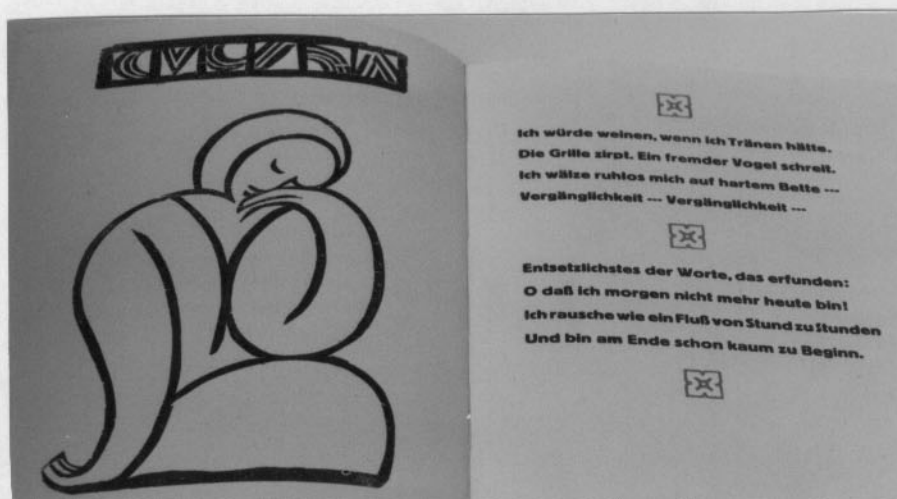 Ich würde weinen, wenn ich Tränen hätte.
Die Grille zirpt. Ein fremder Vogel schreit.
Ich wälze ruhlos mich auf hartem Bette ---
Vergänglichkeit --- Vergänglichkeit ---
Entsetzlichstes der Worte, das erfunden:
O daß ich morgen nicht mehr heute bin!
Ich rausche wie ein Fluß von Stund zu Stunden
Und bin am Ende schon kaum zu Beginn.